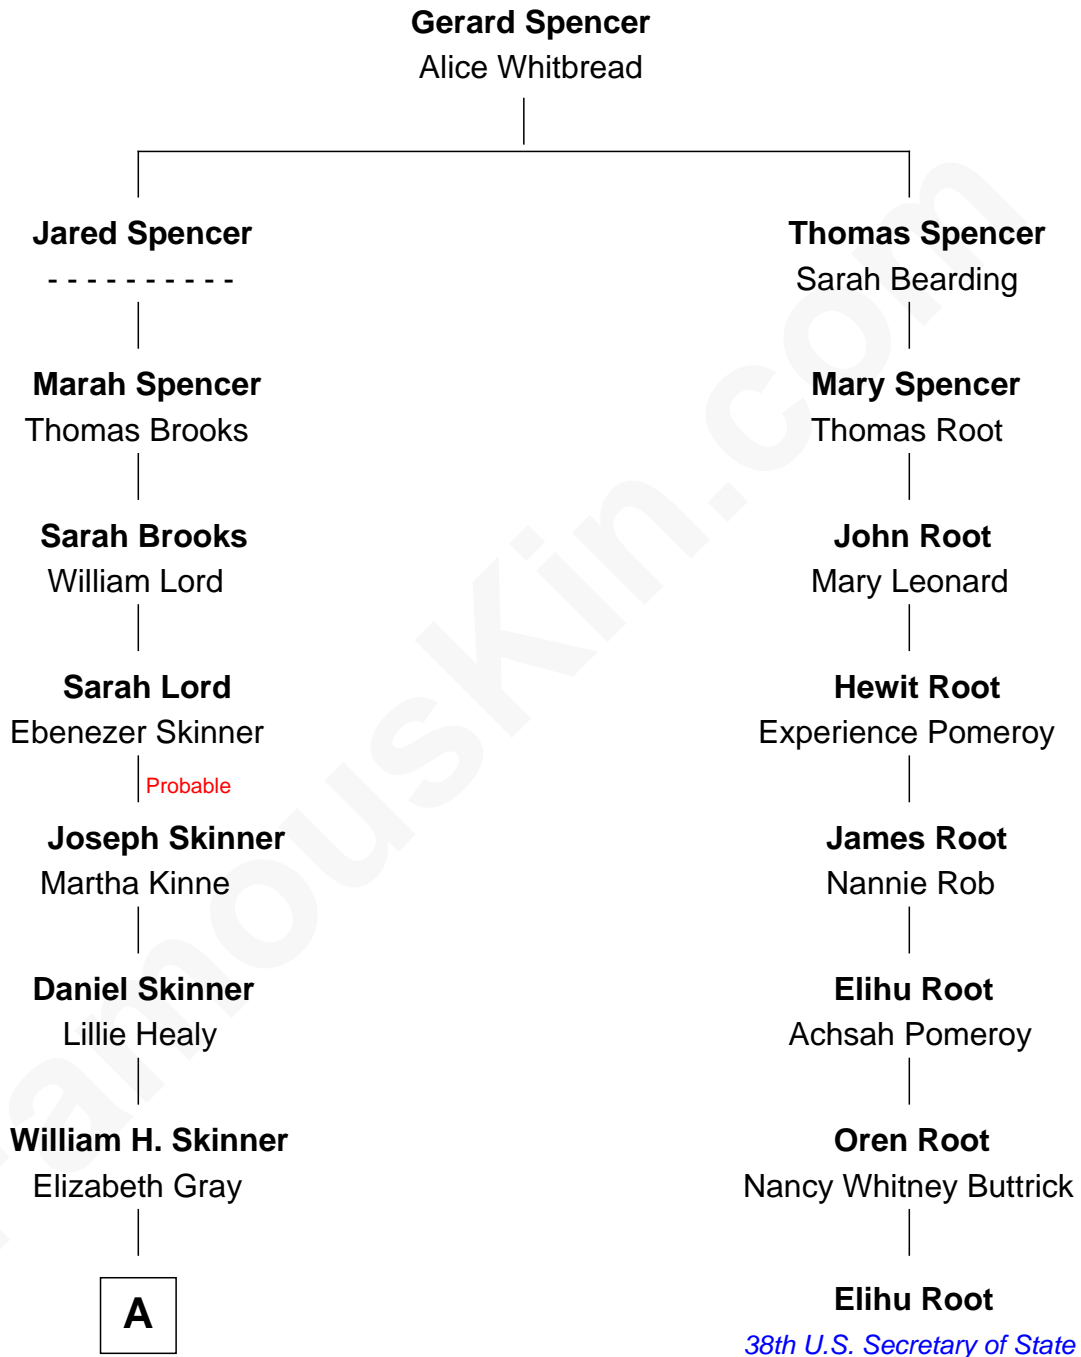 Gerard Spencer
Alice Whitbread
Jared Spencer
- - - - - - - - - -
Thomas Spencer
Sarah Bearding
Marah Spencer
Thomas Brooks
Mary Spencer
Thomas Root
Sarah Brooks
William Lord
John Root
Mary Leonard
Sarah Lord
Ebenezer Skinner
Hewit Root
Experience Pomeroy
Probable
Joseph Skinner
Martha Kinne
James Root
Nannie Rob
Daniel Skinner
Lillie Healy
Elihu Root
Achsah Pomeroy
William H. Skinner
Elizabeth Gray
Oren Root
Nancy Whitney Buttrick
A
Elihu Root
38th U.S. Secretary of State
FamousKin.com